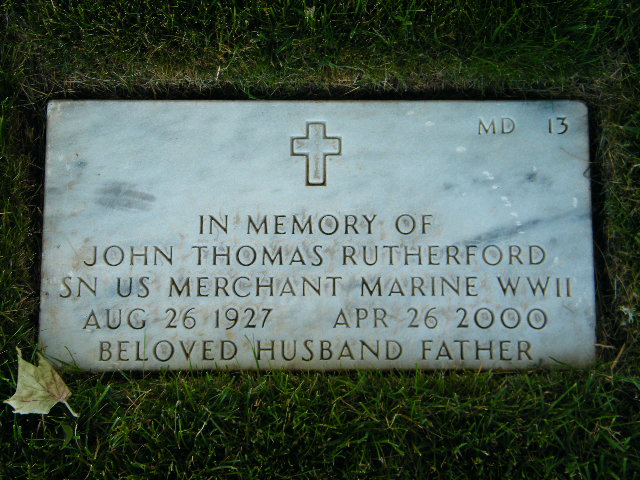 MD 13
IN MEMORY OF
JOHN THOMAS RUTHERFORD
SN US MERCHANT MARINE WWII
AUG 26 1927 APR 26 2000
BELOVED HUSBAND FATHER